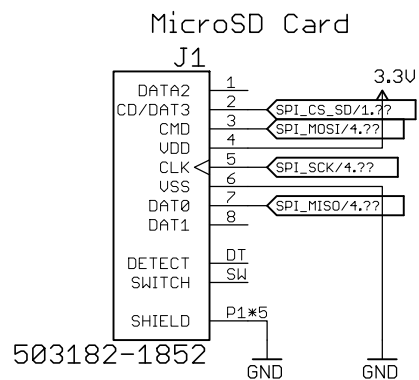 MicroSD Card
J1
3.3V
DATA2 1
CD/DAT3 2 SPI_CS_SD/1.??
CMD 3 SPI_MOSI/4.??
VDD 4
CLK 5 SPI_SCK/4.??
VSS 6
DAT0 7 SPI_MISO/4.??
DAT1 8
DETECT DT
SWITCH SW
SHIELD P1*5
503182-1852
GND GND